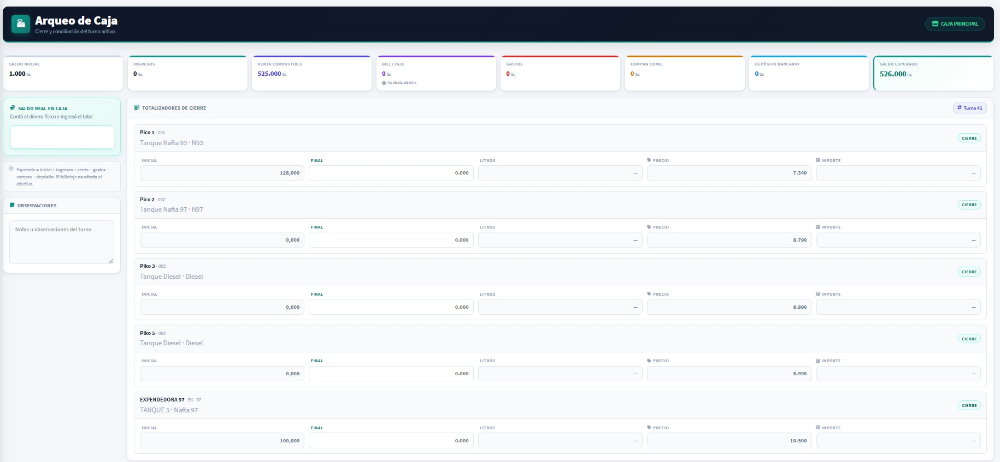 Arqueo de Caja
Cierre y conciliación del turno activo
CAJA PRINCIPAL
SALDO INICIAL
1.000 Gs
INGRESOS
0 Gs
VENTA COMBUSTIBLE
525.000 Gs
BILLETAJE
0 Gs
No afecta efectivo
GASTOS
0 Gs
COMPRA COMB.
0 Gs
DEPÓSITO BANCARIO
0 Gs
SALDO ESPERADO
526.000 Gs
SALDO REAL EN CAJA
Contá el dinero físico e ingresá el total
Esperado = inicial + ingresos + venta − gastos −
compra − depósito. El billetaje no afecta el
efectivo.
OBSERVACIONES
Notas u observaciones del turno...
TOTALIZADORES DE CIERRE
# Turno 41
Pico 1 · 001
Tanque Nafta 93 · N93
CIERRE
INICIAL FINAL LITROS PRECIO IMPORTE
128,000 0.000 — 7.340 —
Pico 2 · 002
Tanque Nafta 97 · N97
CIERRE
INICIAL FINAL LITROS PRECIO IMPORTE
0,000 0.000 — 8.790 —
Piko 3 · 003
Tanque Diesel · Diesel
CIERRE
INICIAL FINAL LITROS PRECIO IMPORTE
0,000 0.000 — 8.990 —
Piko 5 · 004
Tanque Diesel · Diesel
CIERRE
INICIAL FINAL LITROS PRECIO IMPORTE
0,000 0.000 — 8.990 —
EXPENDEDORA 97 · EX-97
TANQUE 5 · Nafta 97
CIERRE
INICIAL FINAL LITROS PRECIO IMPORTE
100,000 0.000 — 10.500 —